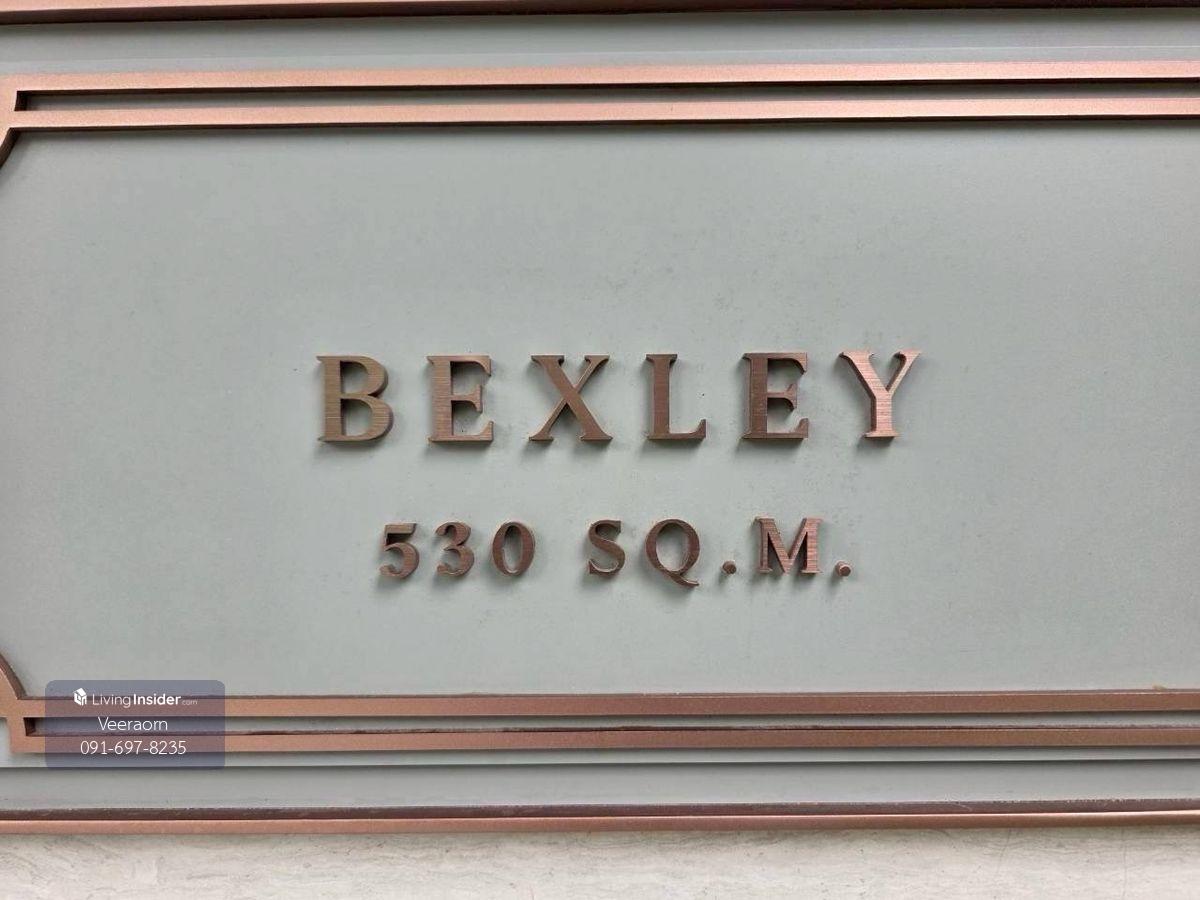 BEXLEY
530 SQ.M.
LivingInsider.com
Veeraorn
091-697-8235